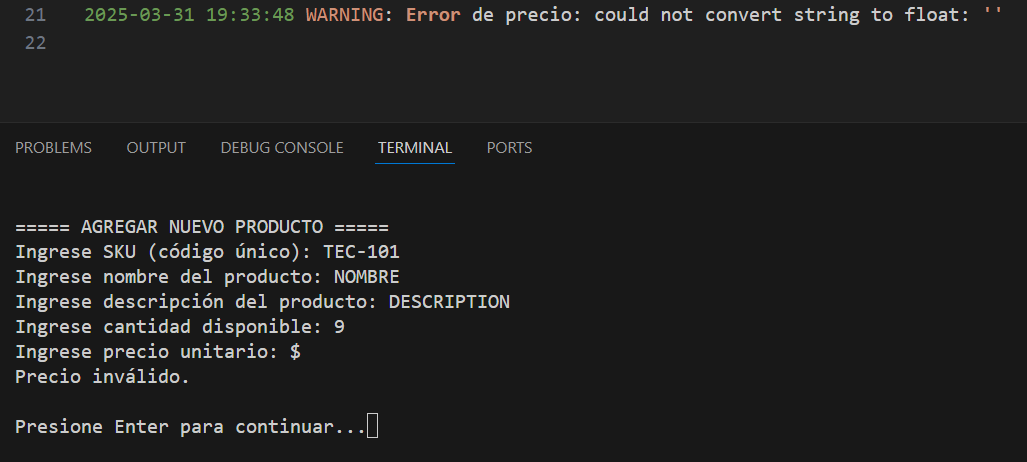 21 2025-03-31 19:33:48 WARNING: Error de precio: could not convert string to float: ''
22
PROBLEMS OUTPUT DEBUG CONSOLE TERMINAL PORTS
===== AGREGAR NUEVO PRODUCTO =====
Ingrese SKU (código único): TEC-101
Ingrese nombre del producto: NOMBRE
Ingrese descripción del producto: DESCRIPTION
Ingrese cantidad disponible: 9
Ingrese precio unitario: $
Precio inválido.
Presione Enter para continuar...